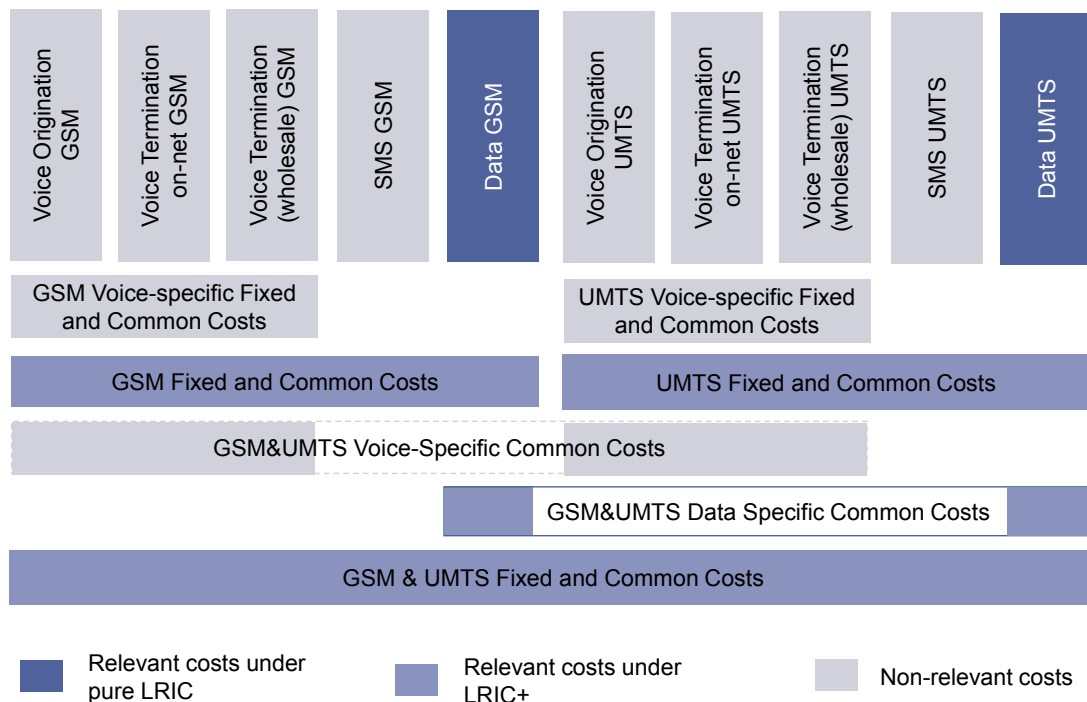 Voice Origination
GSM
Voice Termination
on-net GSM
Voice Termination
(wholesale) GSM
SMS GSM
Data GSM
Voice Origination
UMTS
Voice Termination
on-net UMTS
Voice Termination
(wholesale) UMTS
SMS UMTS
Data UMTS
GSM Voice-specific Fixed
and Common Costs
UMTS Voice-specific Fixed
and Common Costs
GSM Fixed and Common Costs
UMTS Fixed and Common Costs
GSM&UMTS Voice-Specific Common Costs
GSM&UMTS Data Specific Common Costs
GSM & UMTS Fixed and Common Costs
Relevant costs under
pure LRIC
Relevant costs under
LRIC+
Non-relevant costs